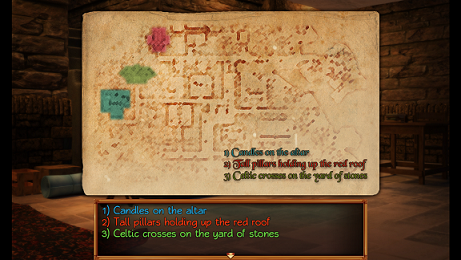 1) Candles on the altar
2) Tall pillars holding up the red roof
3) Celtic crosses on the yard of stones
1) Candles on the altar
2) Tall pillars holding up the red roof
3) Celtic crosses on the yard of stones